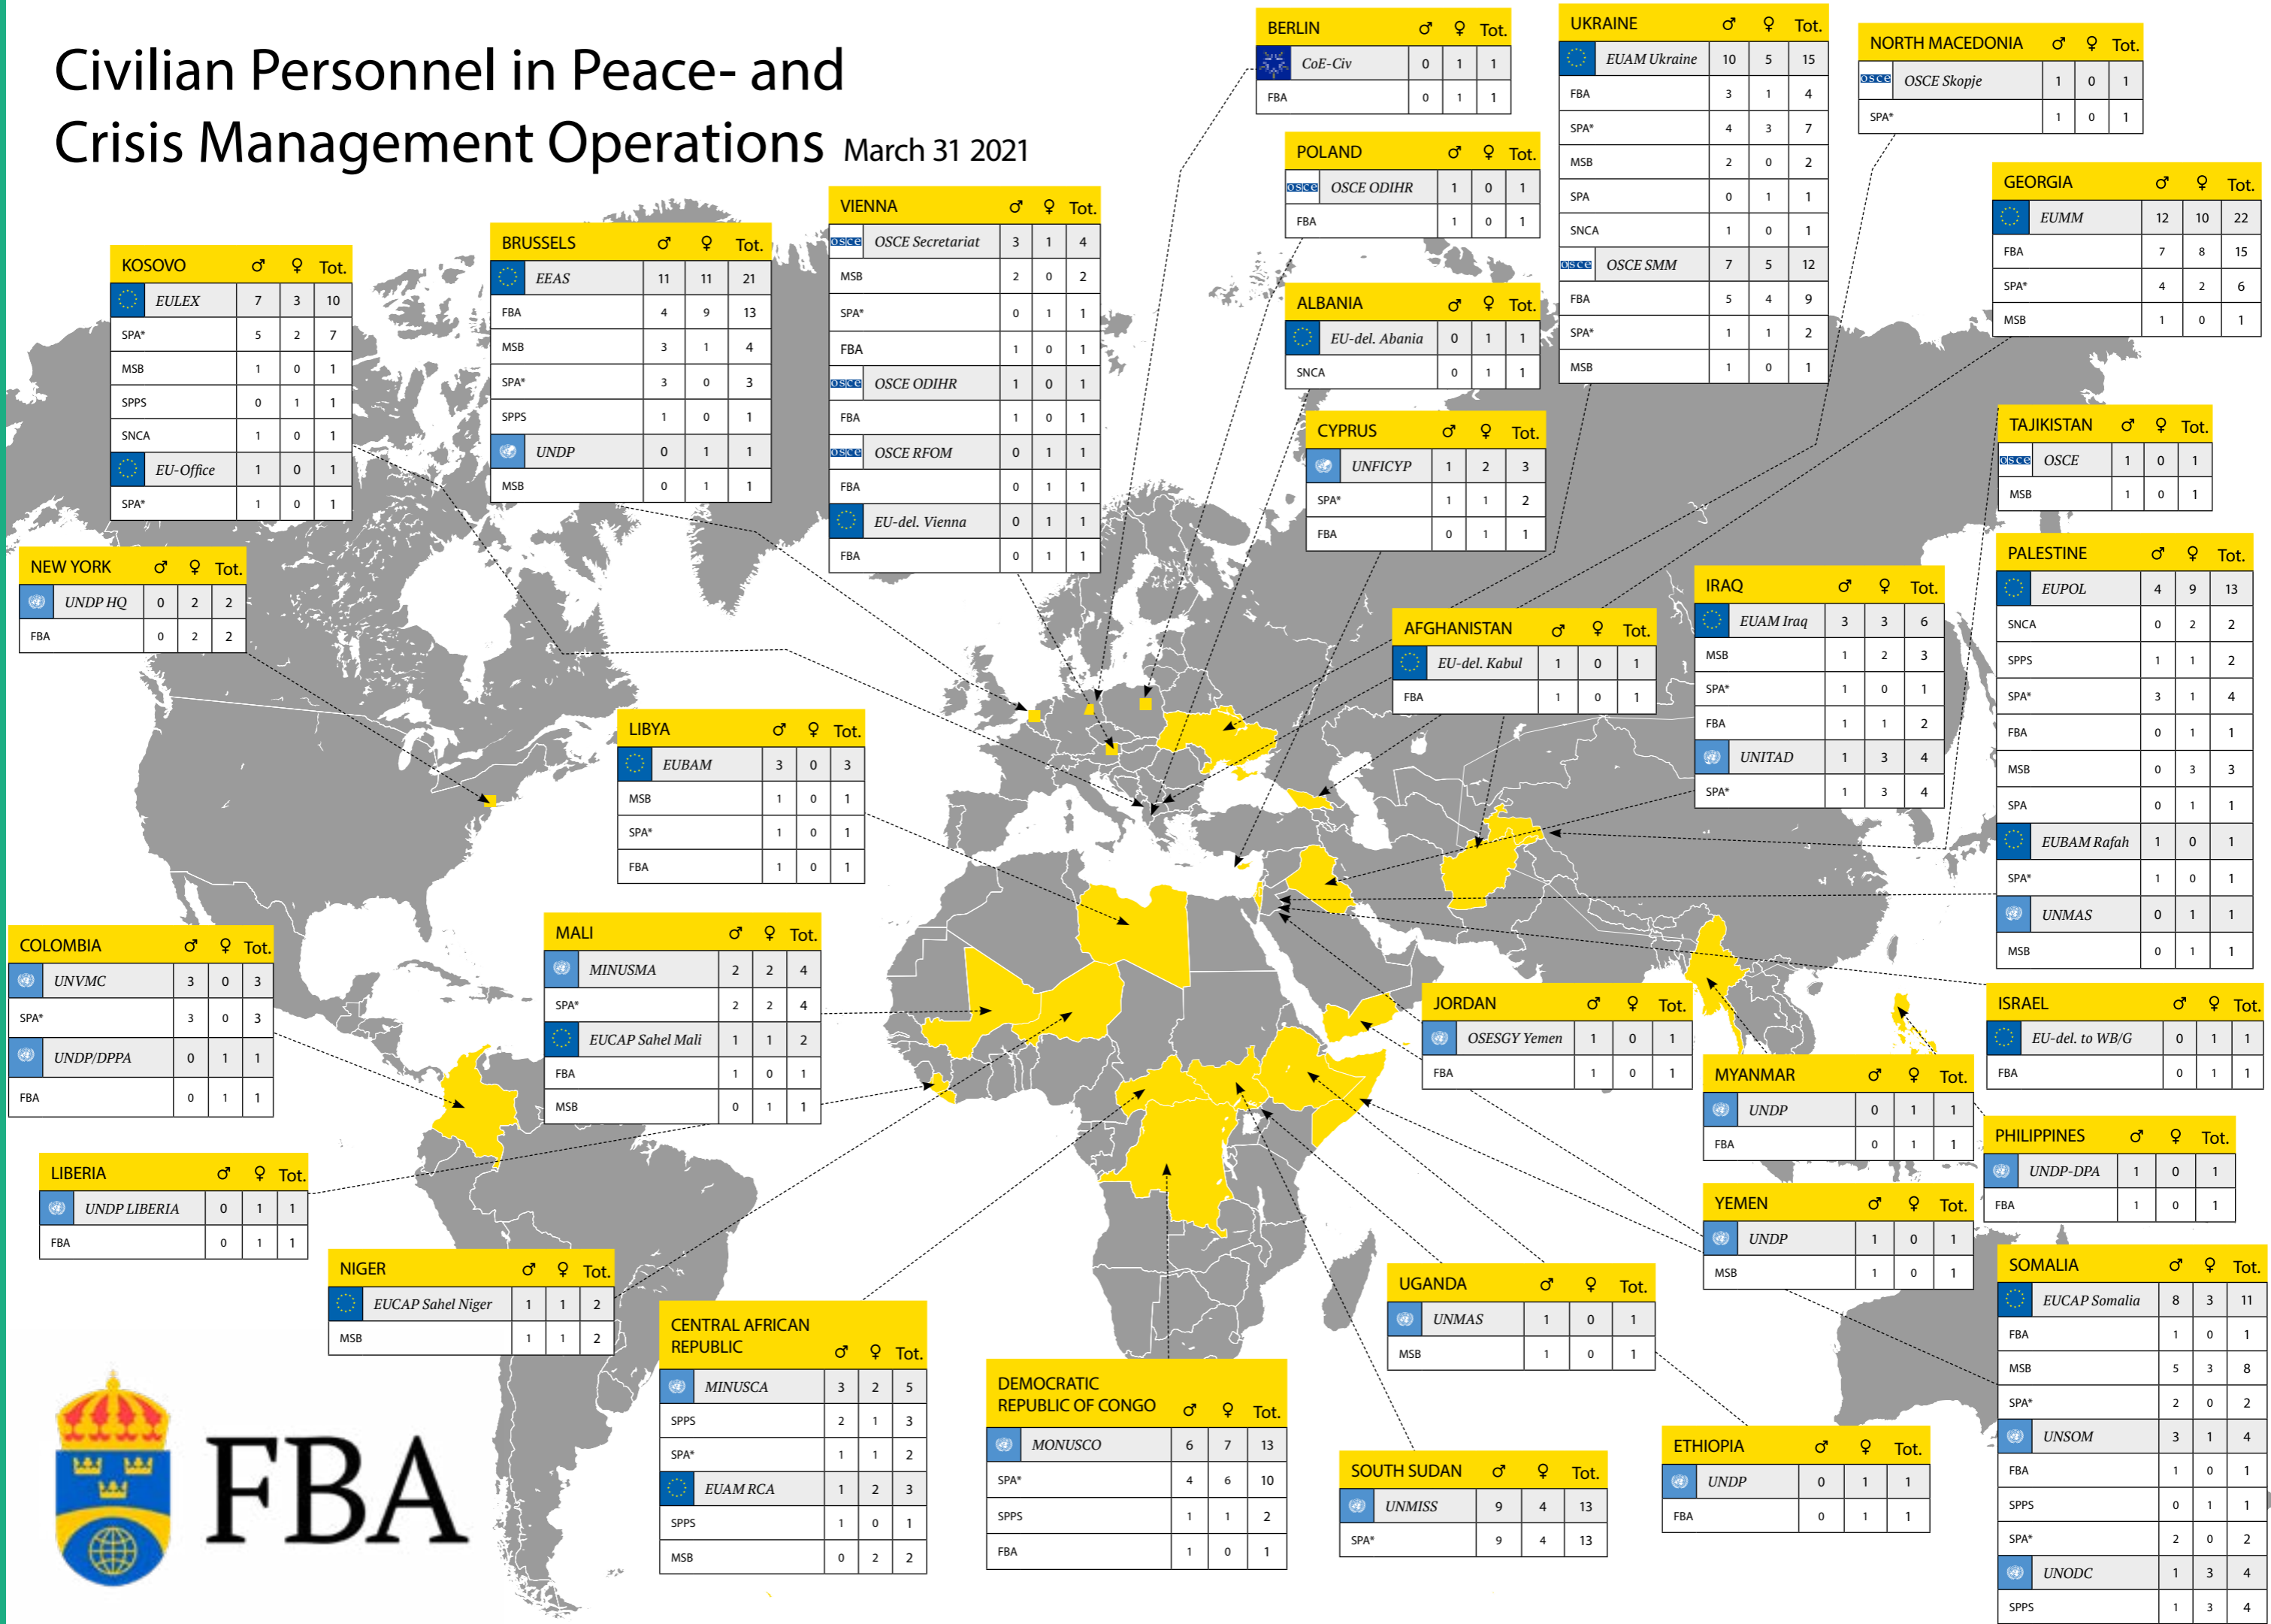 Civilian Personnel in Peace- and
Crisis Management Operations March 31 2021
BERLIN ♂ ♀ Tot.
CoE-Civ 0 1 1
FBA 0 1 1
UKRAINE ♂ ♀ Tot.
EUAM Ukraine 10 5 15
FBA 3 1 4
SPA* 4 3 7
MSB 2 0 2
SPA 0 1 1
SNCA 1 0 1
osce OSCE SMM 7 5 12
FBA 5 4 9
SPA* 1 1 2
MSB 1 0 1
NORTH MACEDONIA ♂ ♀ Tot.
osce OSCE Skopje 1 0 1
SPA* 1 0 1
POLAND ♂ ♀ Tot.
osce OSCE ODIHR 1 0 1
FBA 1 0 1
GEORGIA ♂ ♀ Tot.
EUMM 12 10 22
FBA 7 8 15
SPA* 4 2 6
MSB 1 0 1
VIENNA ♂ ♀ Tot.
osce OSCE Secretariat 3 1 4
MSB 2 0 2
SPA* 0 1 1
FBA 1 0 1
osce OSCE ODIHR 1 0 1
FBA 1 0 1
osce OSCE RFOM 0 1 1
FBA 0 1 1
EU-del. Vienna 0 1 1
FBA 0 1 1
BRUSSELS ♂ ♀ Tot.
EEAS 11 11 21
FBA 4 9 13
MSB 3 1 4
SPA* 3 0 3
SPPS 1 0 1
UNDP 0 1 1
MSB 0 1 1
KOSOVO ♂ ♀ Tot.
EULEX 7 3 10
SPA* 5 2 7
MSB 1 0 1
SPPS 0 1 1
SNCA 1 0 1
EU-Office 1 0 1
SPA* 1 0 1
ALBANIA ♂ ♀ Tot.
EU-del. Abania 0 1 1
SNCA 0 1 1
CYPRUS ♂ ♀ Tot.
UNFICYP 1 2 3
SPA* 1 1 2
FBA 0 1 1
TAJIKISTAN ♂ ♀ Tot.
osce OSCE 1 0 1
MSB 1 0 1
NEW YORK ♂ ♀ Tot.
UNDP HQ 0 2 2
FBA 0 2 2
PALESTINE ♂ ♀ Tot.
EUPOL 4 9 13
SNCA 0 2 2
SPPS 1 1 2
SPA* 3 1 4
FBA 0 1 1
MSB 0 3 3
SPA 0 1 1
EUBAM Rafah 1 0 1
SPA* 1 0 1
UNMAS 0 1 1
MSB 0 1 1
IRAQ ♂ ♀ Tot.
EUAM Iraq 3 3 6
MSB 1 2 3
SPA* 1 0 1
FBA 1 1 2
UNITAD 1 3 4
SPA* 1 3 4
AFGHANISTAN ♂ ♀ Tot.
EU-del. Kabul 1 0 1
FBA 1 0 1
LIBYA ♂ ♀ Tot.
EUBAM 3 0 3
MSB 1 0 1
SPA* 1 0 1
FBA 1 0 1
COLOMBIA ♂ ♀ Tot.
UNVMC 3 0 3
SPA* 3 0 3
UNDP/DPPA 0 1 1
FBA 0 1 1
MALI ♂ ♀ Tot.
MINUSMA 2 2 4
SPA* 2 2 4
EUCAP Sahel Mali 1 1 2
FBA 1 0 1
MSB 0 1 1
JORDAN ♂ ♀ Tot.
OSESGY Yemen 1 0 1
FBA 1 0 1
ISRAEL ♂ ♀ Tot.
EU-del. to WB/G 0 1 1
FBA 0 1 1
MYANMAR ♂ ♀ Tot.
UNDP 0 1 1
FBA 0 1 1
PHILIPPINES ♂ ♀ Tot.
UNDP-DPA 1 0 1
FBA 1 0 1
LIBERIA ♂ ♀ Tot.
UNDP LIBERIA 0 1 1
FBA 0 1 1
YEMEN ♂ ♀ Tot.
UNDP 1 0 1
MSB 1 0 1
NIGER ♂ ♀ Tot.
EUCAP Sahel Niger 1 1 2
MSB 1 1 2
SOMALIA ♂ ♀ Tot.
EUCAP Somalia 8 3 11
FBA 1 0 1
MSB 5 3 8
SPA* 2 0 2
UNSOM 3 1 4
FBA 1 0 1
SPPS 0 1 1
SPA* 2 0 2
UNODC 1 3 4
SPPS 1 3 4
UGANDA ♂ ♀ Tot.
UNMAS 1 0 1
MSB 1 0 1
CENTRAL AFRICAN
REPUBLIC ♂ ♀ Tot.
MINUSCA 3 2 5
SPPS 2 1 3
SPA* 1 1 2
EUAM RCA 1 2 3
SPPS 1 0 1
MSB 0 2 2
DEMOCRATIC
REPUBLIC OF CONGO ♂ ♀ Tot.
MONUSCO 6 7 13
SPA* 4 6 10
SPPS 1 1 2
FBA 1 0 1
SOUTH SUDAN ♂ ♀ Tot.
UNMISS 9 4 13
SPA* 9 4 13
ETHIOPIA ♂ ♀ Tot.
UNDP 0 1 1
FBA 0 1 1
FBA